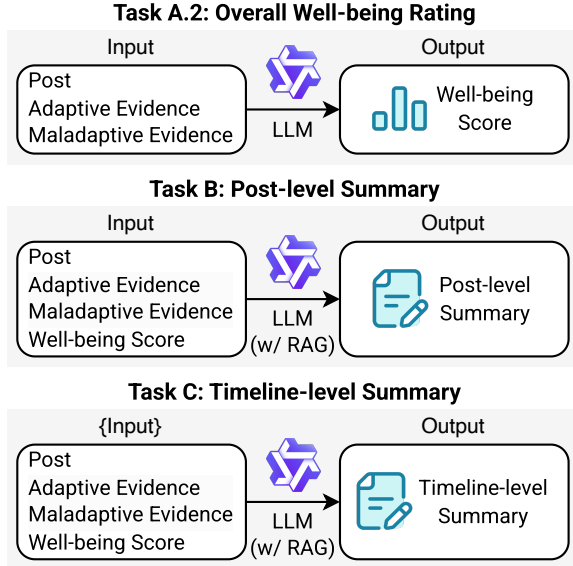 Task A.2: Overall Well-being Rating
Input
Output
Post
Adaptive Evidence
Maladaptive Evidence
LLM
Well-being
Score
Task B: Post-level Summary
Input
Output
Post
Adaptive Evidence
Maladaptive Evidence
Well-being Score
LLM
(w/ RAG)
Post-level
Summary
Task C: Timeline-level Summary
{Input}
Output
Post
Adaptive Evidence
Maladaptive Evidence
Well-being Score
LLM
(w/ RAG)
Timeline-level
Summary